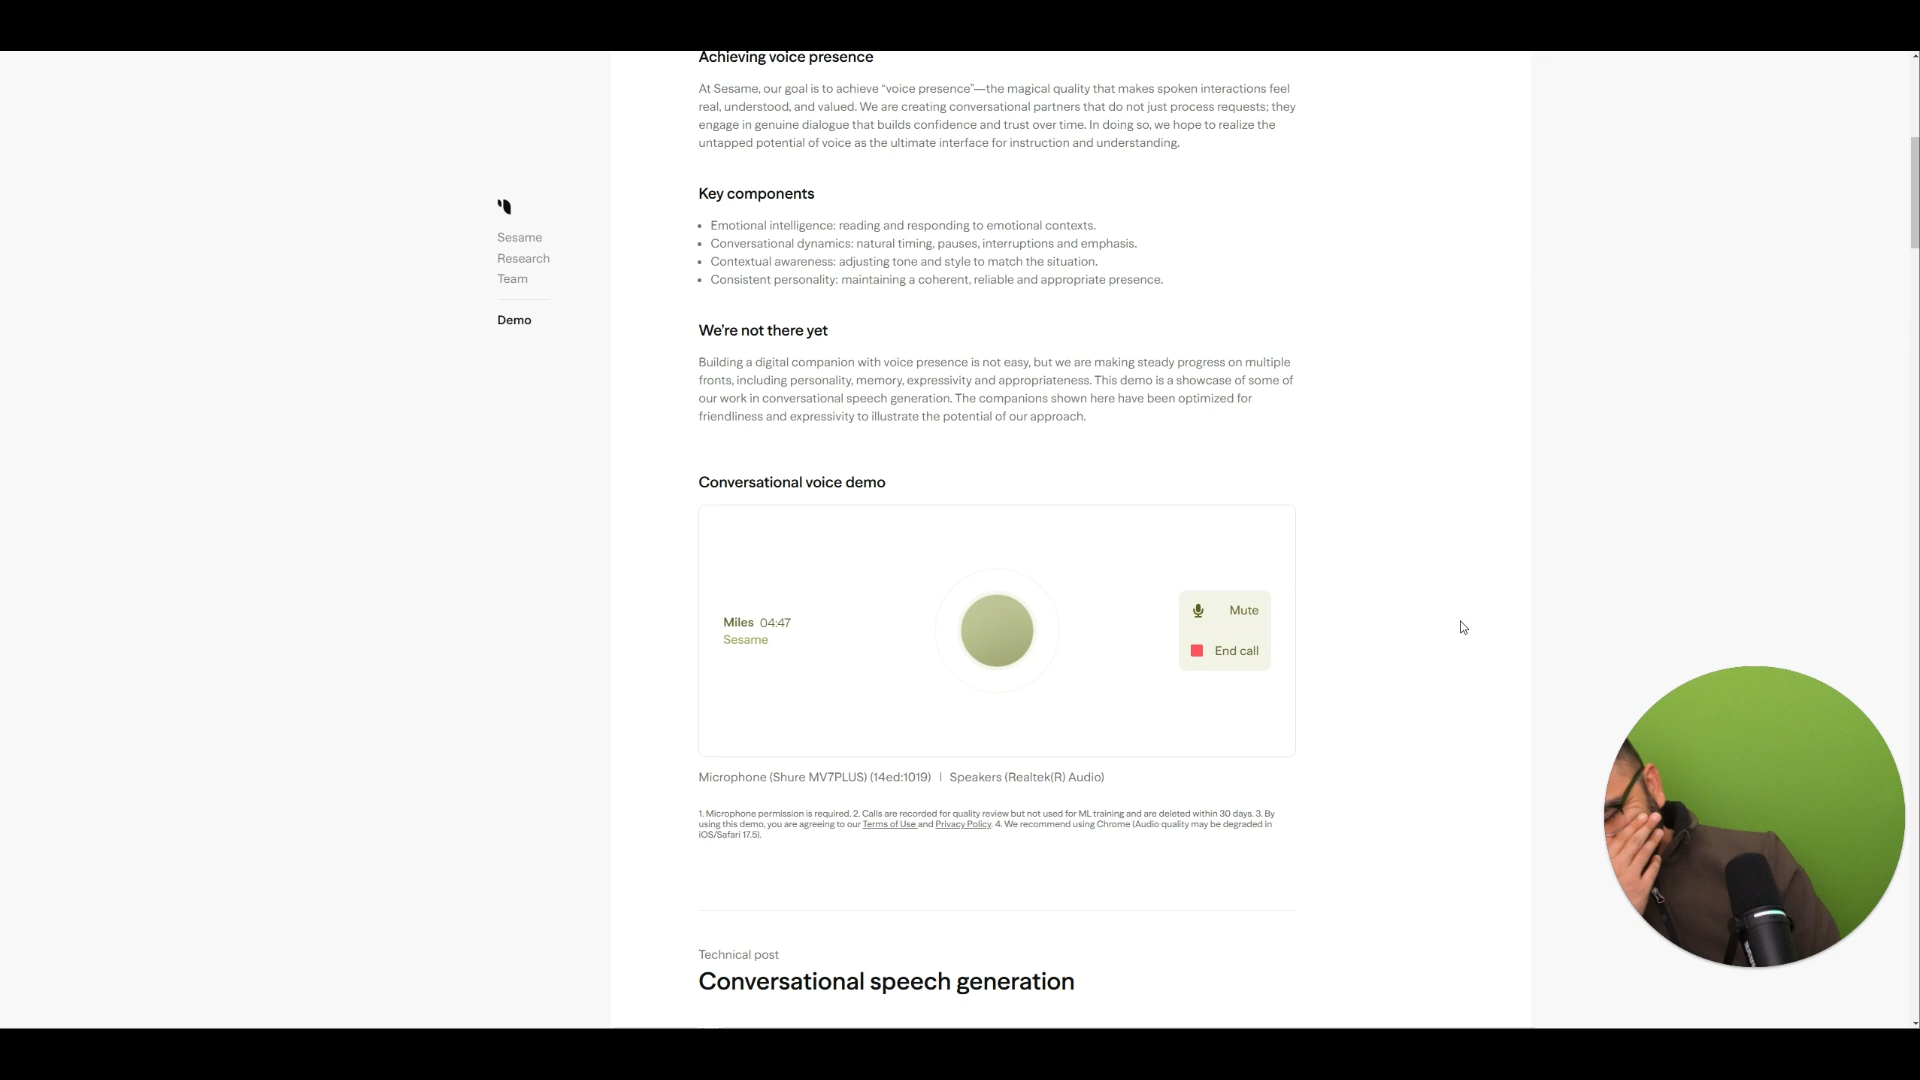 Achieving voice presence
At Sesame, our goal is to achieve “voice presence”—the magical quality that makes spoken interactions feel
real, understood, and valued. We are creating conversational partners that do not just process requests; they
engage in genuine dialogue that builds confidence and trust over time. In doing so, we hope to realize the
untapped potential of voice as the ultimate interface for instruction and understanding.
Key components
• Emotional intelligence: reading and responding to emotional contexts.
• Conversational dynamics: natural timing, pauses, interruptions and emphasis.
• Contextual awareness: adjusting tone and style to match the situation.
• Consistent personality: maintaining a coherent, reliable and appropriate presence.
Sesame
Research
Team
Demo
We’re not there yet
Building a digital companion with voice presence is not easy, but we are making steady progress on multiple
fronts, including personality, memory, expressivity and appropriateness. This demo is a showcase of some of
our work in conversational speech generation. The companions shown here have been optimized for
friendliness and expressivity to illustrate the potential of our approach.
Conversational voice demo
Miles 04:47
Sesame
Mute
End call
Microphone (Shure MV7PLUS) (14ed:1019) | Speakers (Realtek(R) Audio)
1. Microphone permission is required. 2. Calls are recorded for quality review but not used for ML training and are deleted within 30 days. 3. By
using this demo, you are agreeing to our Terms of Use and Privacy Policy. 4. We recommend using Chrome (Audio quality may be degraded in
iOS/Safari 17.5).
Technical post
Conversational speech generation